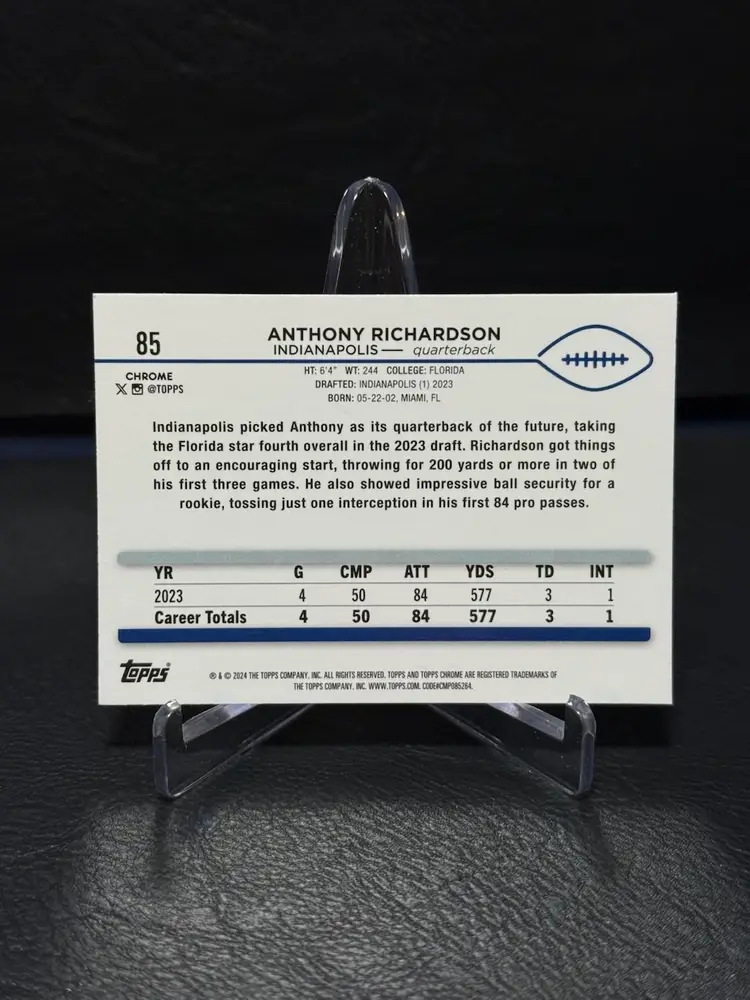 85
ANTHONY RICHARDSON
INDIANAPOLIS — quarterback
CHROME
@TOPPS
HT: 6'4" WT: 244 COLLEGE: FLORIDA
DRAFTED: INDIANAPOLIS (1) 2023
BORN: 05-22-02, MIAMI, FL
Indianapolis picked Anthony as its quarterback of the future, taking
the Florida star fourth overall in the 2023 draft. Richardson got things
off to an encouraging start, throwing for 200 yards or more in two of
his first three games. He also showed impressive ball security for a
rookie, tossing just one interception in his first 84 pro passes.
YR G CMP ATT YDS TD INT
2023 4 50 84 577 3 1
Career Totals 4 50 84 577 3 1
topps
® & © 2024 THE TOPPS COMPANY, INC. ALL RIGHTS RESERVED. TOPPS AND TOPPS CHROME ARE REGISTERED TRADEMARKS OF
THE TOPPS COMPANY, INC. WWW.TOPPS.COM. CODE#CMP085264.